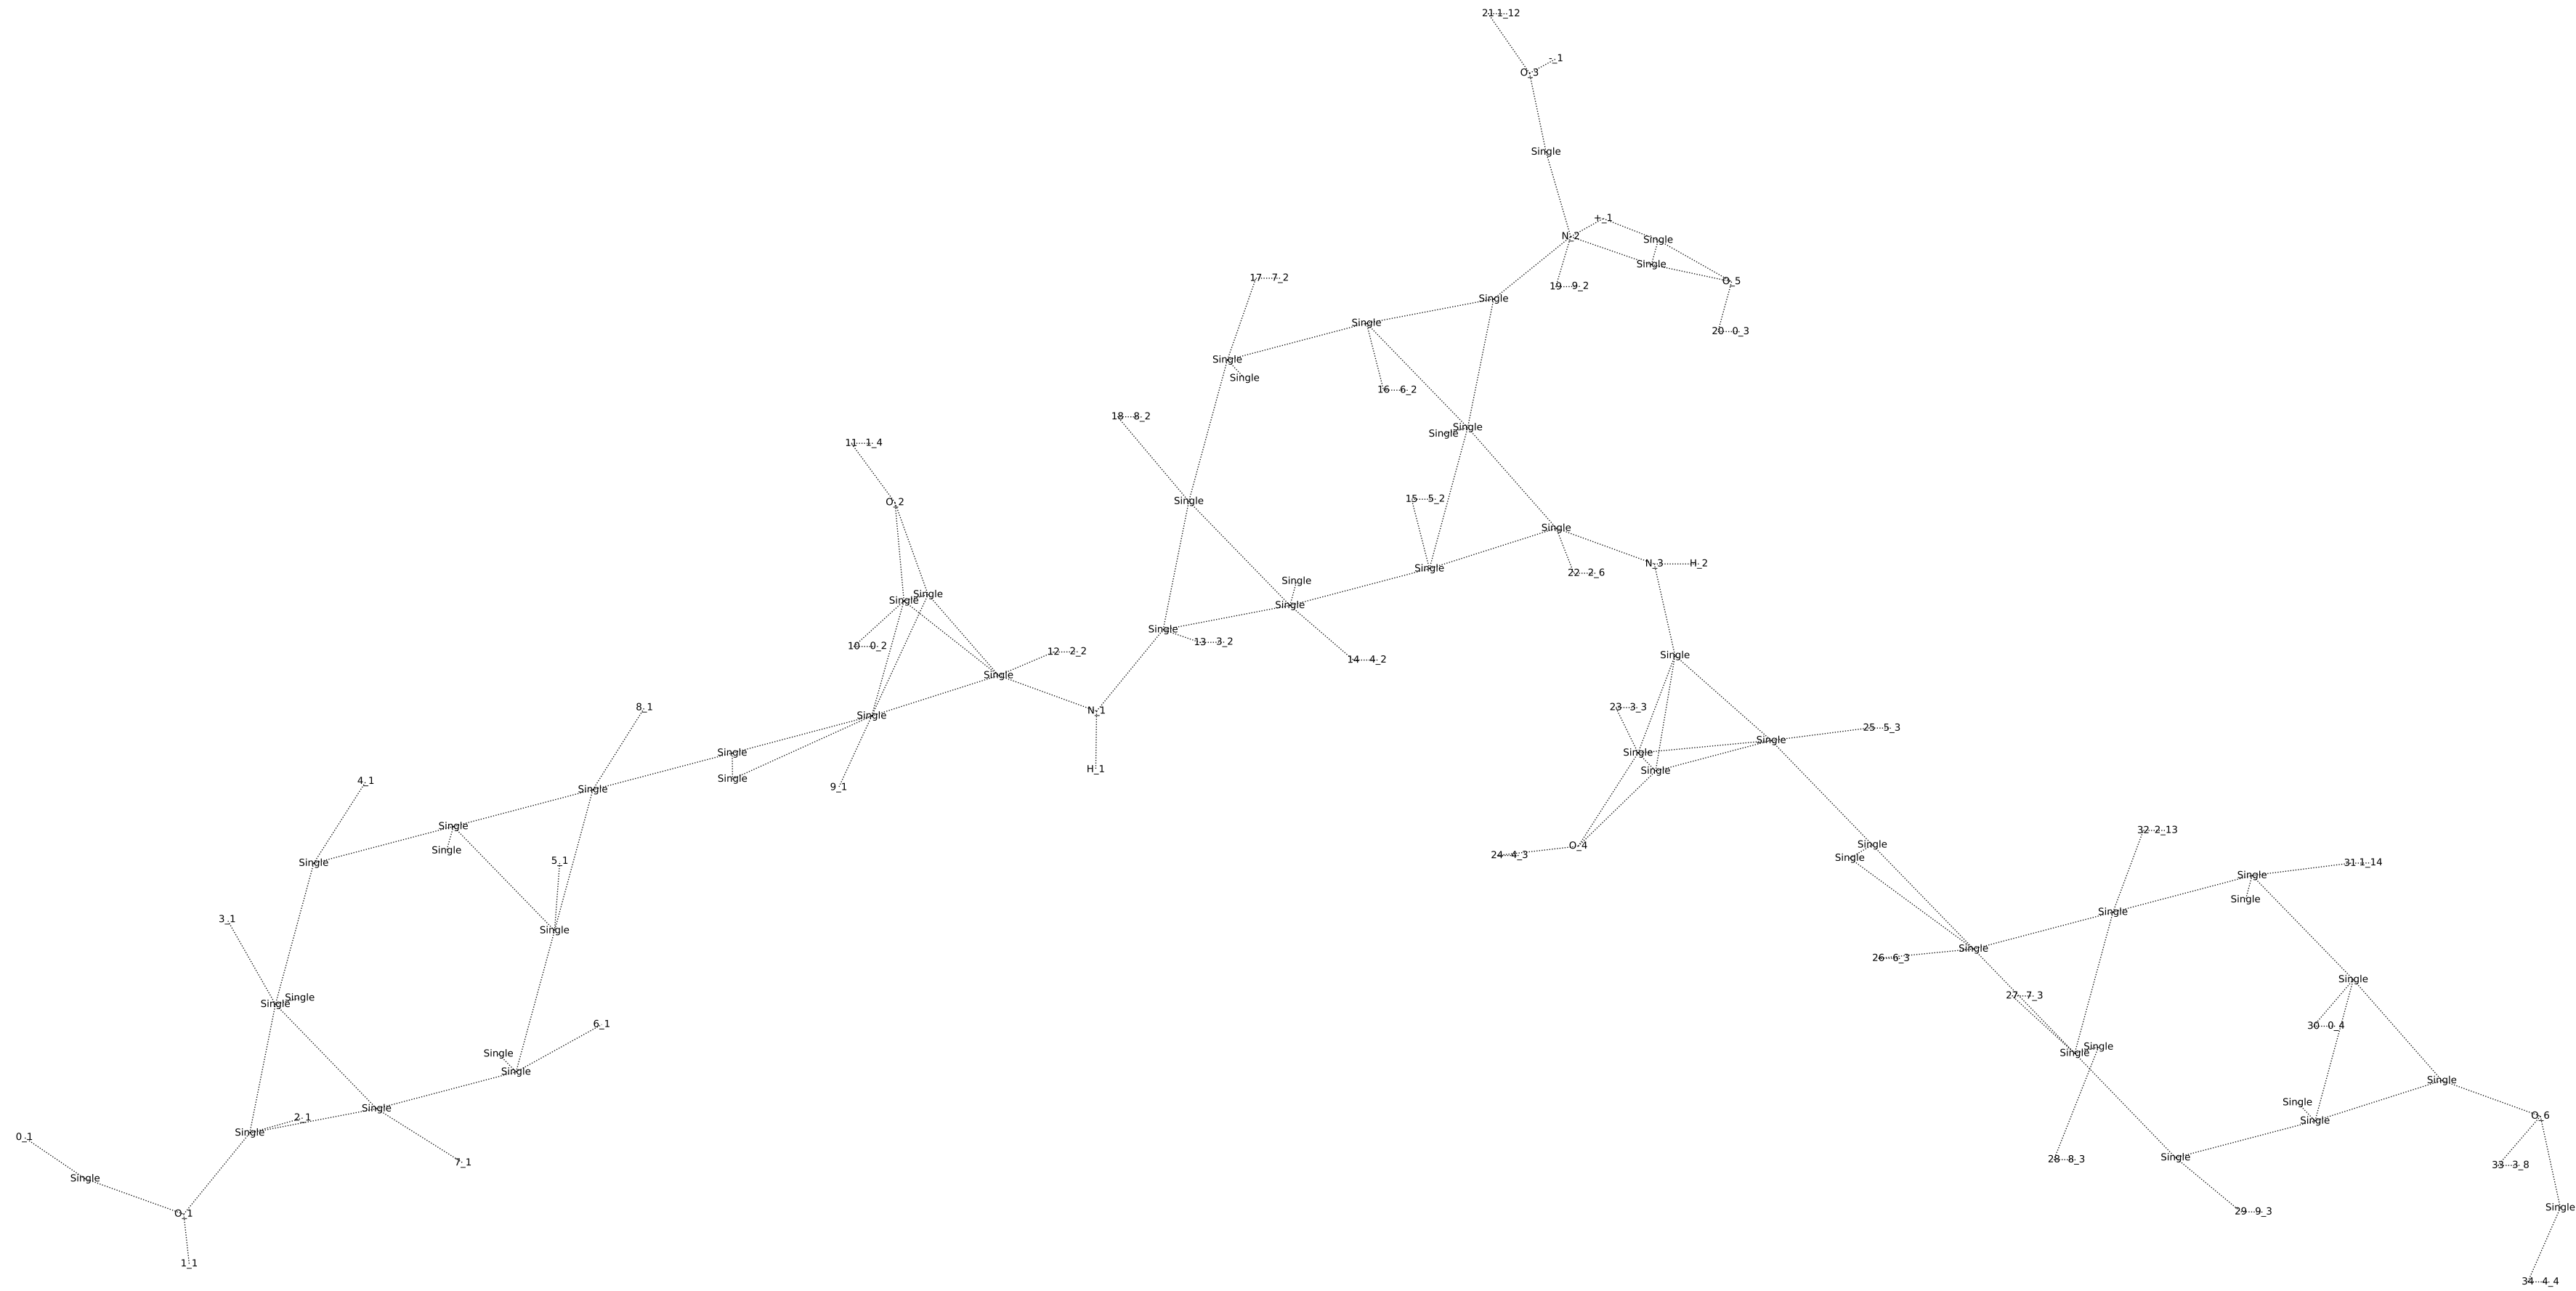 21 1_12
-_1
O_3
Single
+_1
N_2
Single
Single
17 7_2
O_5
19 9_2
Single
Single
20 0_3
Single
Single
16 6_2
18 8_2
Single
Single
11 1_4
15 5_2
Single
O_2
Single
N_3 H_2
Single
22 2_6
Single
Single
Single
Single
Single
13 3_2
10 0_2
12 2_2
Single
14 4_2
Single
8_1
23 3_3
N_1
Single
25 5_3
Single
Single
Single
H_1
Single
Single
4_1
9_1
Single
Single
32 2_13
Single
O_4
Single
24 4_3
Single
5_1
Single
31 1_14
Single
Single
Single
3_1
Single
Single
26 6_3
Single
27 7_3
Single
Single
6_1
30 0_4
Single
Single
Single
Single
Single
Single
Single
2_1
O_6
Single
Single
0_1
Single
28 8_3
7_1
33 3_8
Single
Single
29 9_3
O_1
1_1
34 4_4